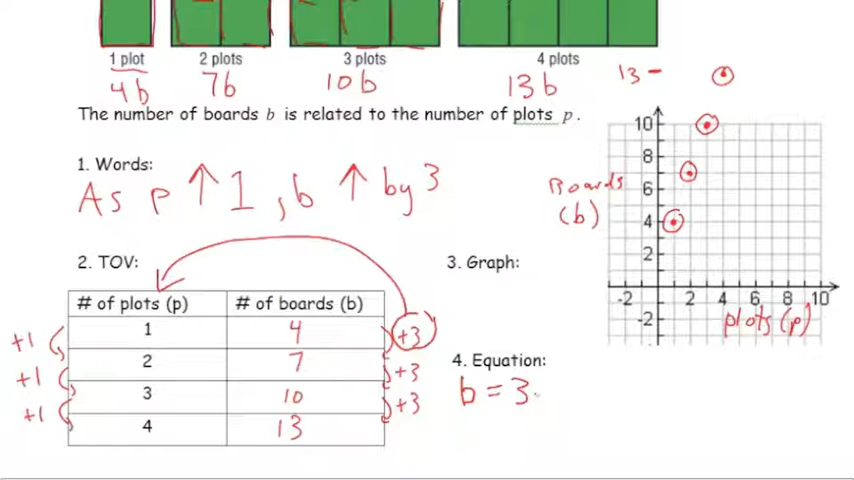 1 plot 2 plots 3 plots 4 plots
4b 7b 10b 13b
The number of boards b is related to the number of plots p.
1. Words:
As p ↑ 1, b ↑ by 3
2. TOV:
# of plots (p) # of boards (b)
1 4
2 7
3 10
4 13
+1 +3
+1 +3
+1 +3
3. Graph:
13
10
8
6
4
2
-2 2 4 6 8 10
-2
Boards
(b)
plots (p)
4. Equation:
b = 3